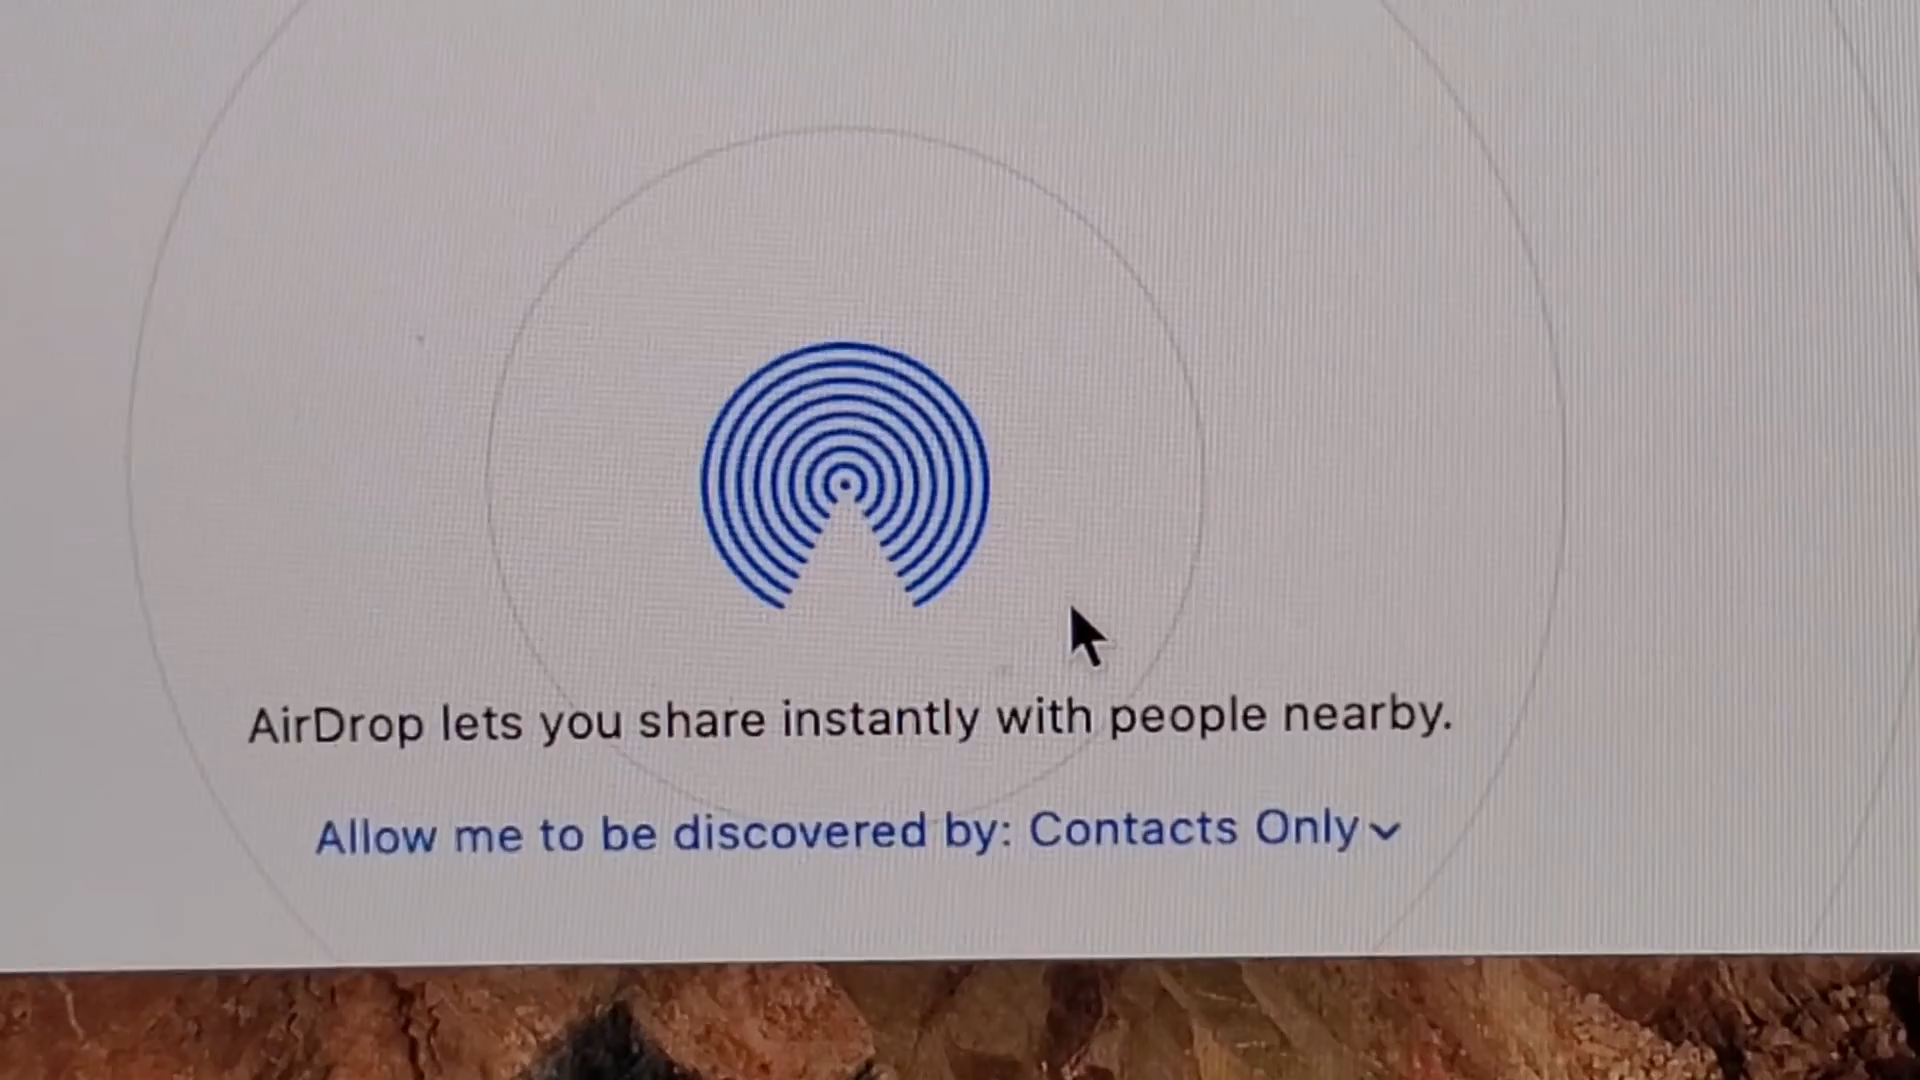 AirDrop lets you share instantly with people nearby.
Allow me to be discovered by: Contacts Only